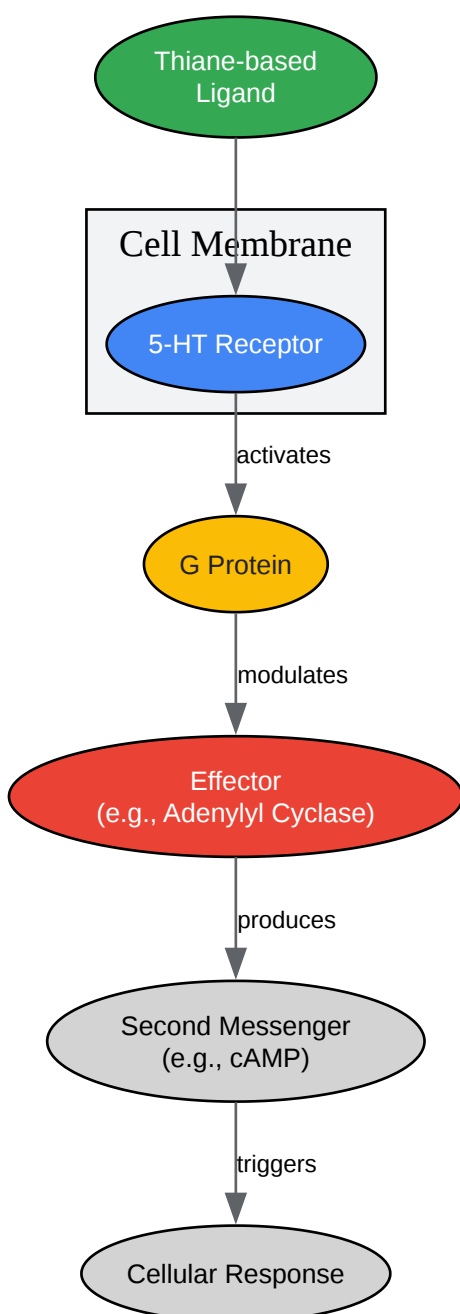 Thiane-based
Ligand
Cell Membrane
5-HT Receptor
activates
G Protein
modulates
Effector
(e.g., Adenylyl Cyclase)
produces
Second Messenger
(e.g., cAMP)
triggers
Cellular Response